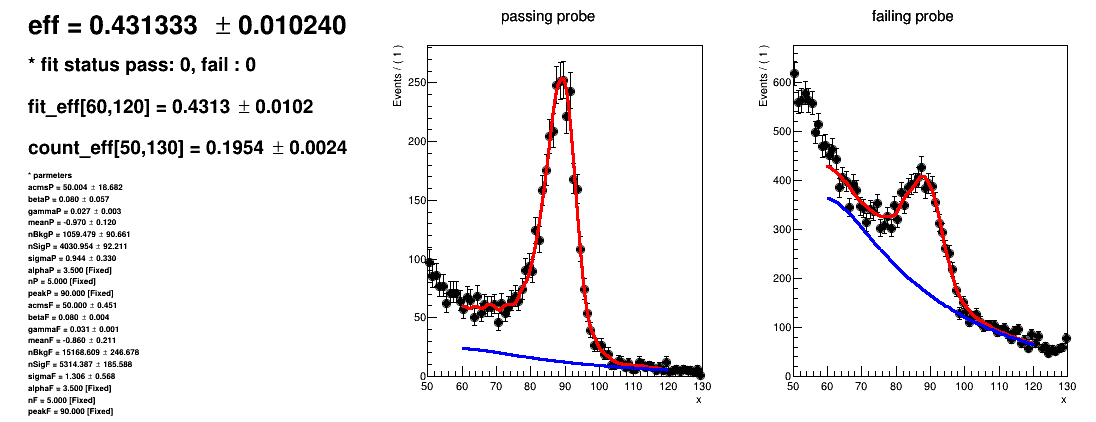 eff = 0.431333 ± 0.010240
* fit status pass: 0, fail : 0
fit_eff[60,120] = 0.4313 ± 0.0102
count_eff[50,130] = 0.1954 ± 0.0024
* parmeters
acmsP = 50.004 ± 18.682
betaP = 0.080 ± 0.057
gammaP = 0.027 ± 0.003
meanP = -0.970 ± 0.120
nBkgP = 1059.479 ± 90.661
nSigP = 4030.954 ± 92.211
sigmaP = 0.944 ± 0.330
alphaP = 3.500 [Fixed]
nP = 5.000 [Fixed]
peakP = 90.000 [Fixed]
acmsF = 50.000 ± 0.451
betaF = 0.080 ± 0.004
gammaF = 0.031 ± 0.001
meanF = -0.860 ± 0.211
nBkgF = 15168.609 ± 246.678
nSigF = 5314.387 ± 185.588
sigmaF = 1.306 ± 0.568
alphaF = 3.500 [Fixed]
nF = 5.000 [Fixed]
peakF = 90.000 [Fixed]
passing probe
Events / ( 1 )
250
200
150
100
50
0
50 60 70 80 90 100 110 120 130
x
failing probe
Events / ( 1 )
600
500
400
300
200
100
0
50 60 70 80 90 100 110 120 130
x